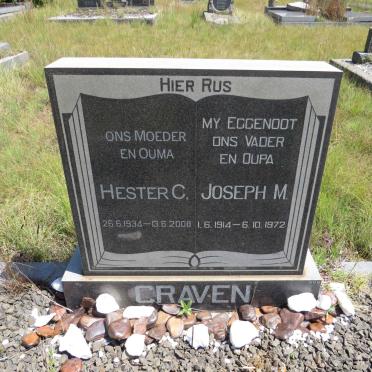 HIER RUS
ONS MOEDER
EN OUMA
HESTER C.
26.6.1934–13.6.2008
MY EGGENOOT
ONS VADER
EN OUPA
JOSEPH M.
1.6.1914–6.10.1972
CRAVEN